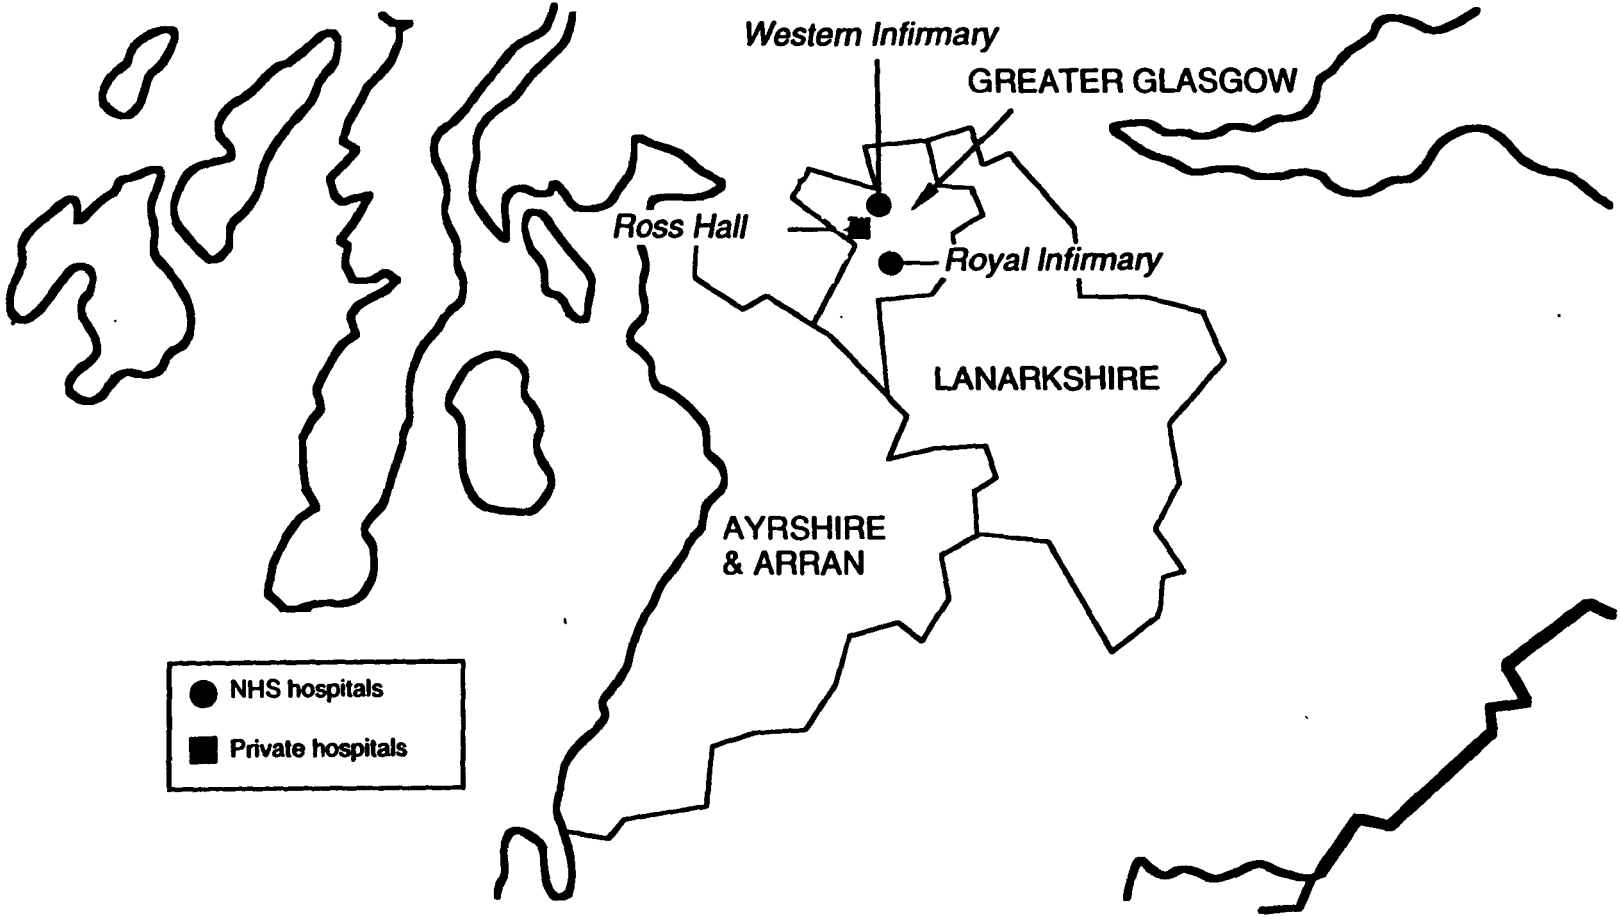 Western Infirmary
GREATER GLASGOW
Ross Hall
Royal Infirmary
LANARKSHIRE
AYRSHIRE
& ARRAN
NHS hospitals
Private hospitals